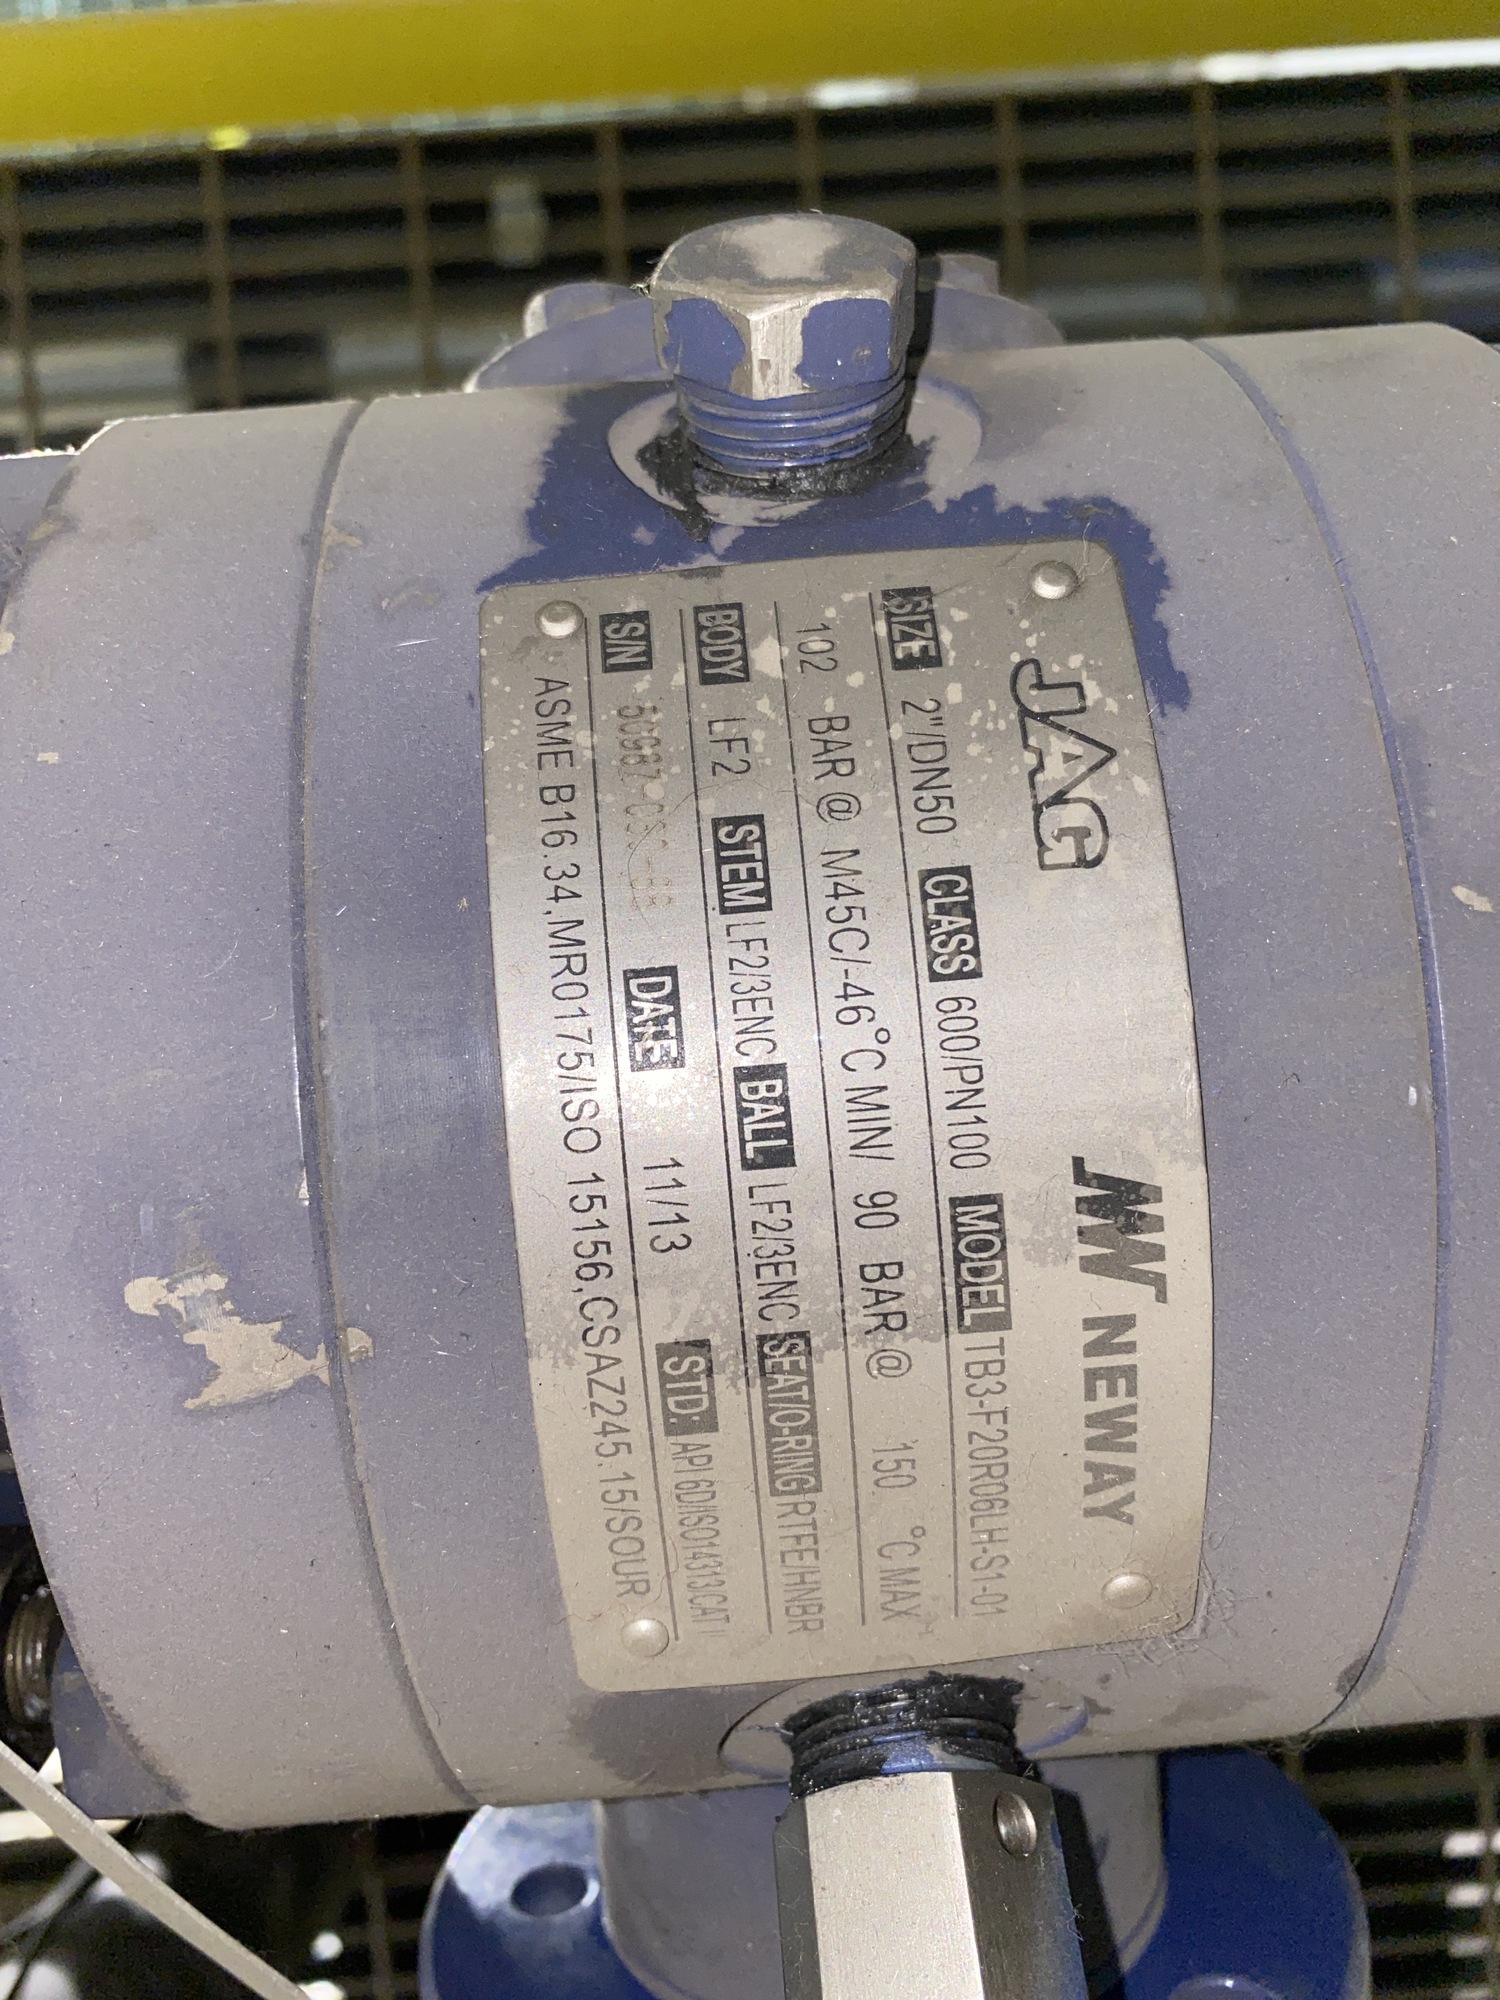 JAG NEWAY
SIZE 2"/DN50 CLASS 600/PN100 MODEL TB3-F20R06LH-S1-01
102 BAR @ M45C/-46°C MIN/ 90 BAR @ 150 °C MAX
BODY LF2 STEM LF2/3ENC BALL LF2/3ENC SEAT/O-RING RTFE/HNBR
S/N DATE 11/13 STD: API 6D/ISO14313/CAT II
ASME B16.34,MR0175/ISO 15156,CSAZ245.15/SOUR